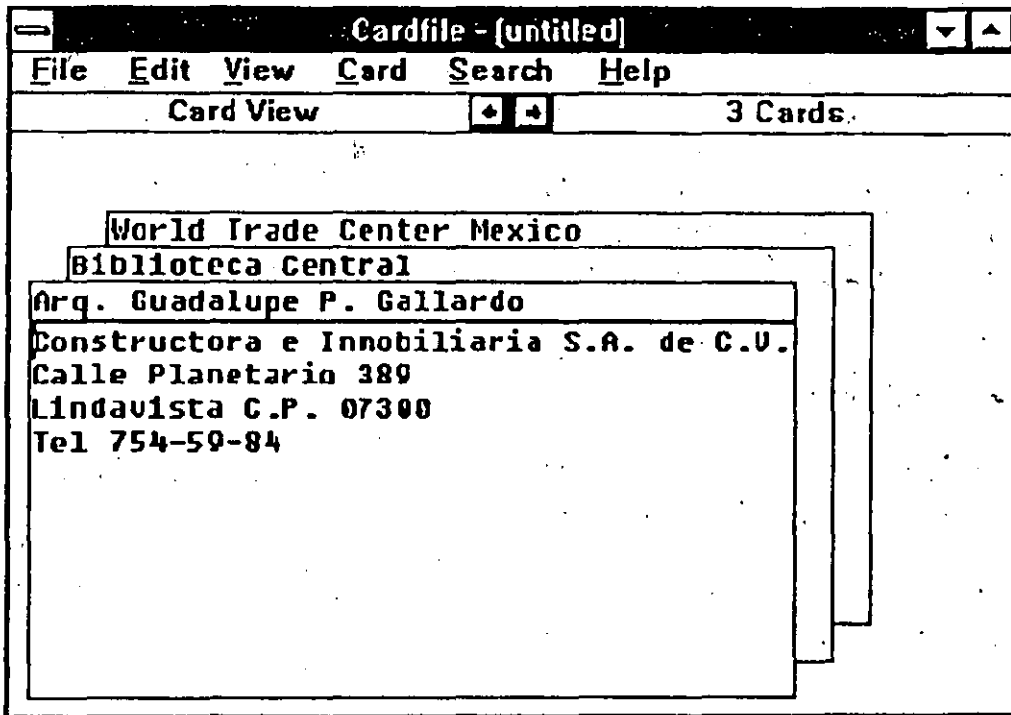 Cardfile - [untitled]
File Edit View Card Search Help
Card View 3 Cards
World Trade Center Mexico
Biblioteca Central
Arq. Guadalupe P. Gallardo
Constructora e Innobiliaria S.A. de C.V.
Calle Planetario 389
Lindavista C.P. 07300
Tel 754-59-84